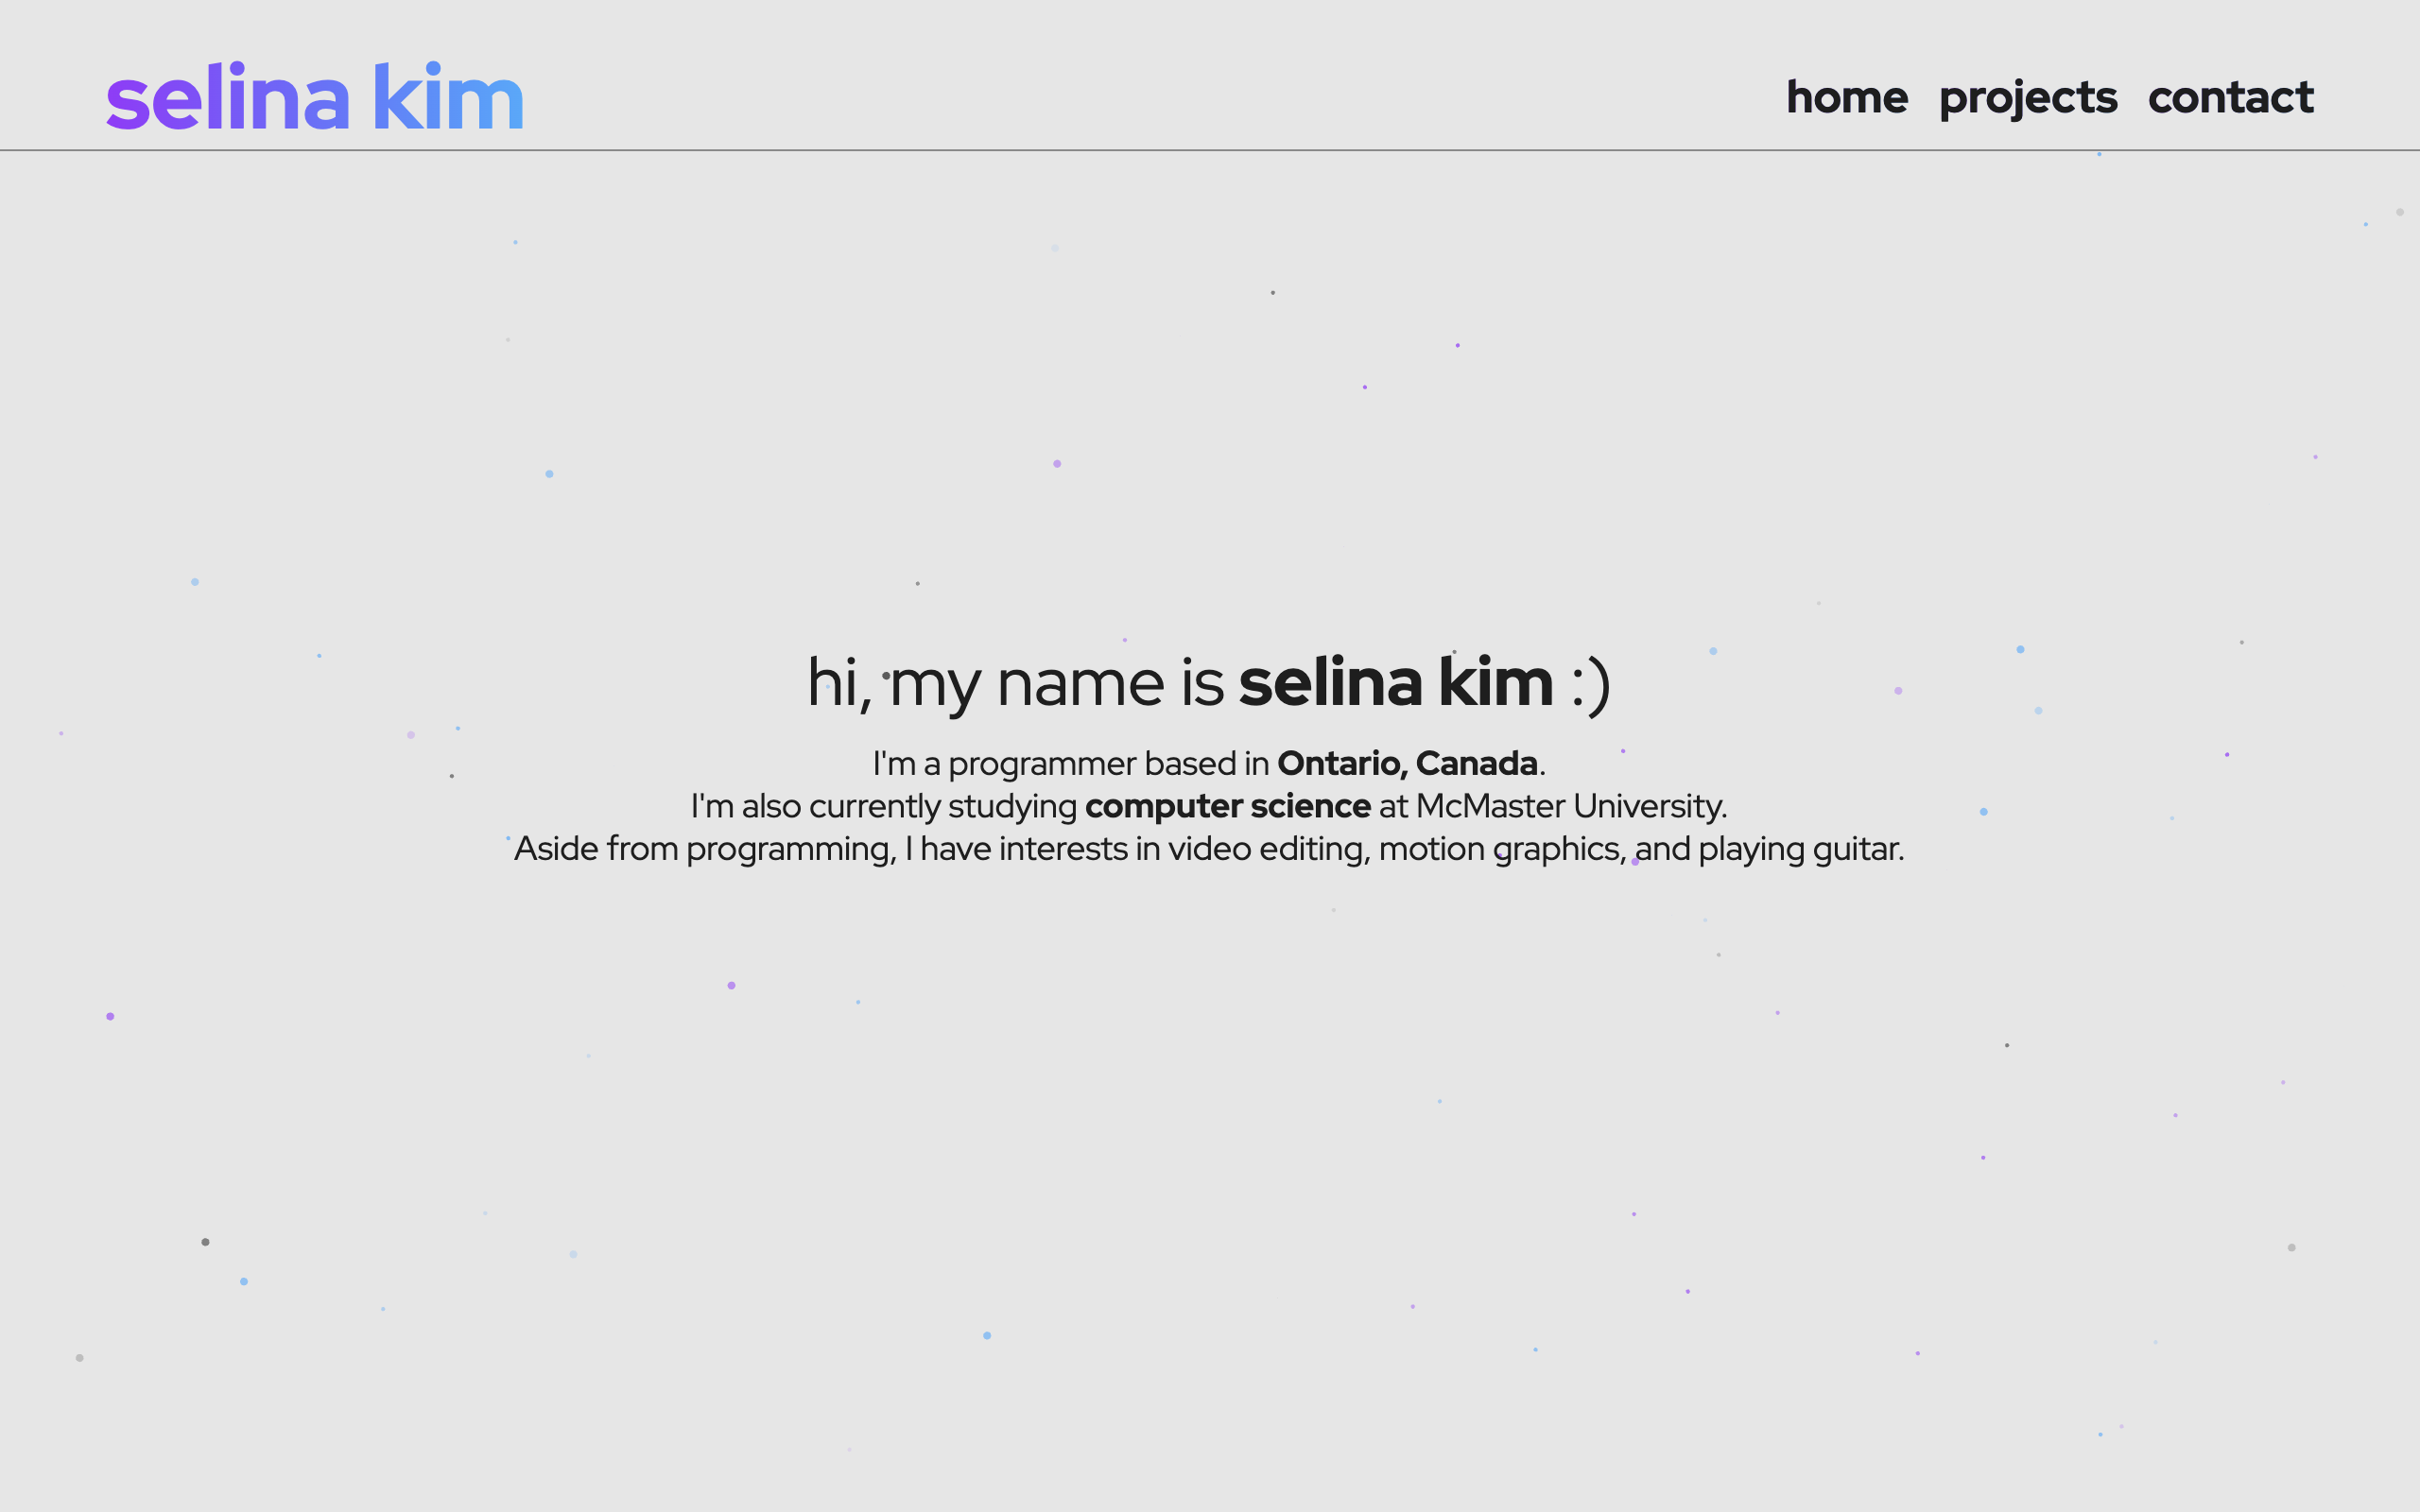 selina kim
home projects contact
hi, my name is selina kim :)
I'm a programmer based in Ontario, Canada.
I'm also currently studying computer science at McMaster University.
Aside from programming, I have interests in video editing, motion graphics, and playing guitar.